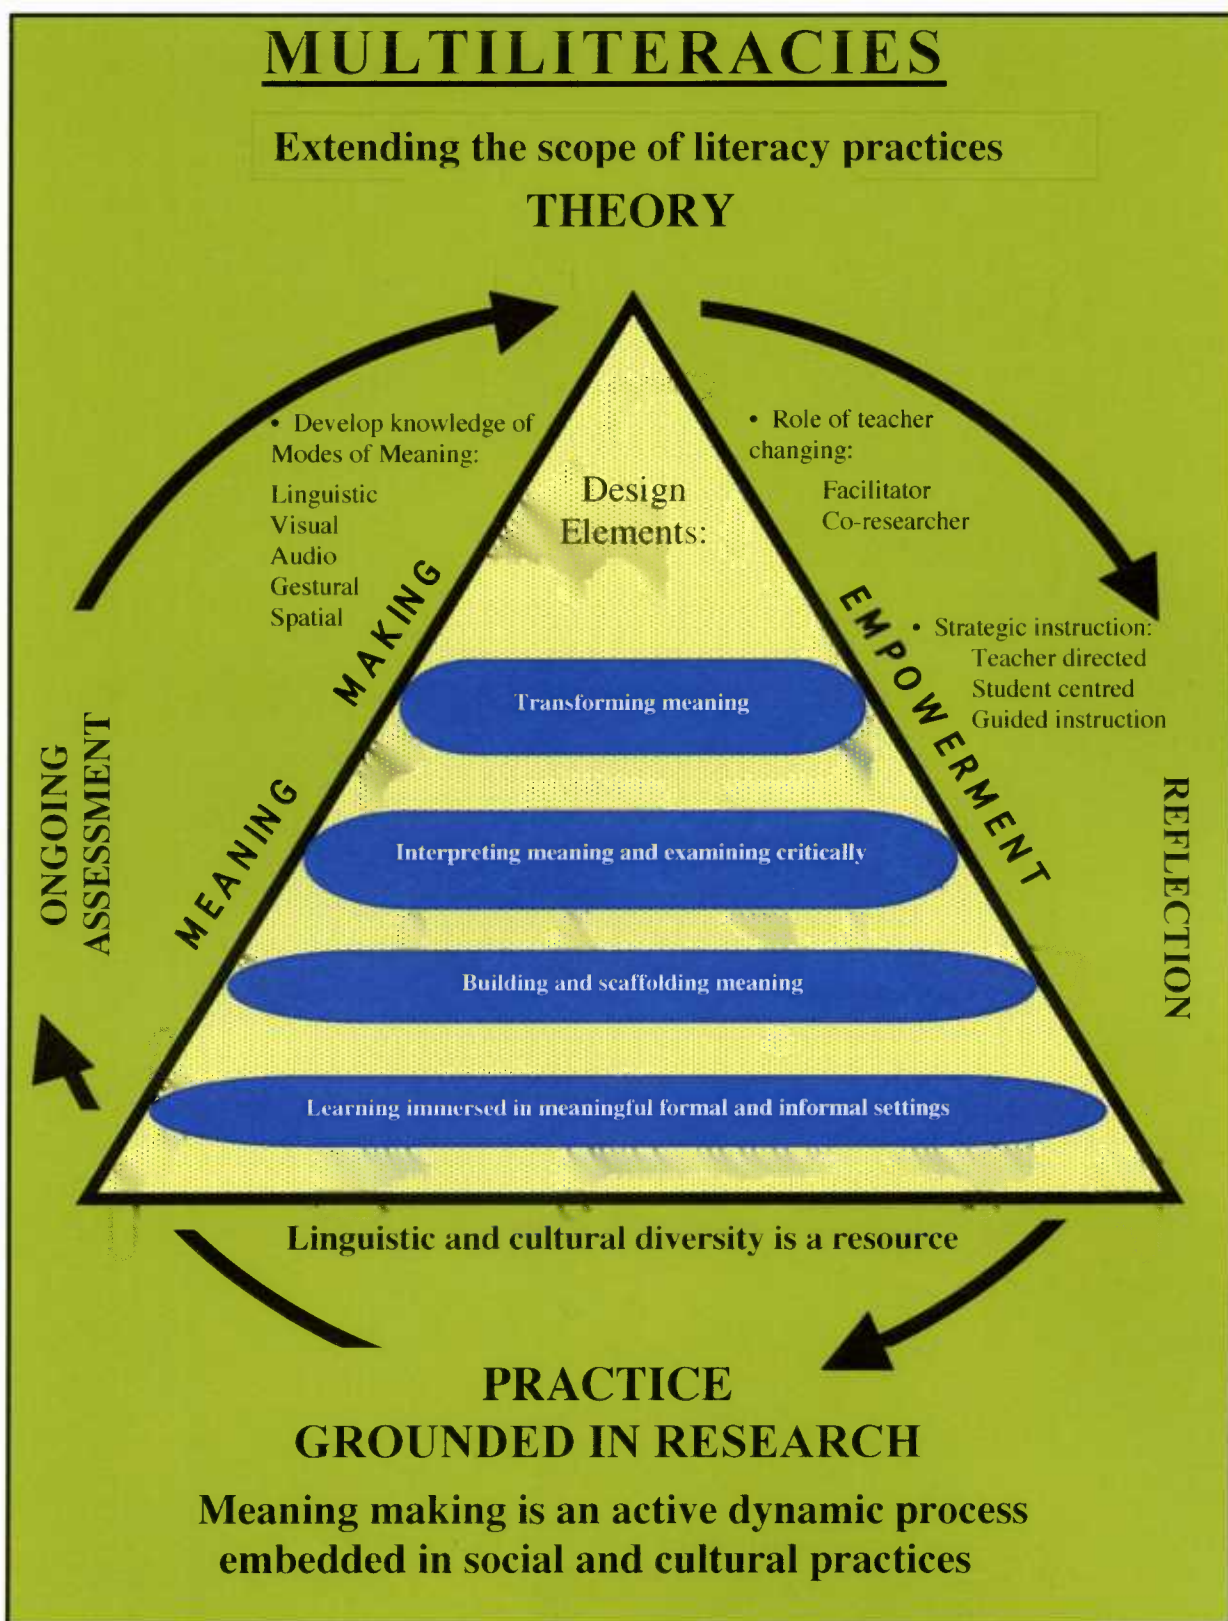 MULTILITERACIES
Extending the scope of literacy practices
THEORY
• Develop knowledge of
Modes of Meaning:
Linguistic
Visual
Audio
Gestural
Spatial
• Role of teacher
changing:
Facilitator
Co-researcher
• Strategic instruction:
Teacher directed
Student centred
Guided instruction
MEANING MAKING
EMPOWERMENT
ONGOING
ASSESSMENT
REFLECTION
Design
Elements:
Transforming meaning
Interpreting meaning and examining critically
Building and scaffolding meaning
Learning immersed in meaningful formal and informal settings
Linguistic and cultural diversity is a resource
PRACTICE
GROUNDED IN RESEARCH
Meaning making is an active dynamic process
embedded in social and cultural practices